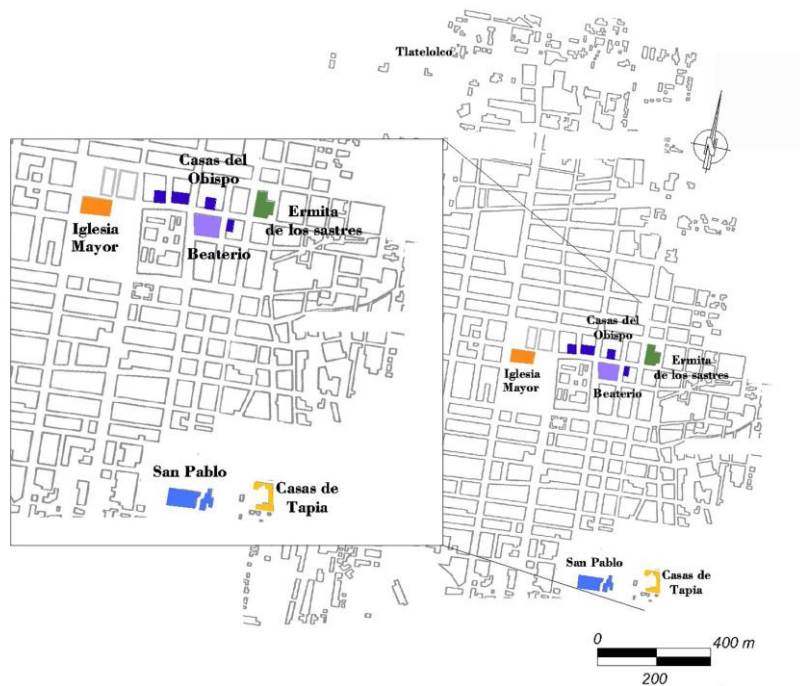 Tlatelolco
Casas del
Obispo
Ermita
de los sastres
Iglesia
Mayor
Beaterio
San Pablo
Casas de
Tapia
Casas del
Obispo
Ermita
de los sastres
Iglesia
Mayor
Beaterio
San Pablo
Casas de
Tapia
0
400 m
200